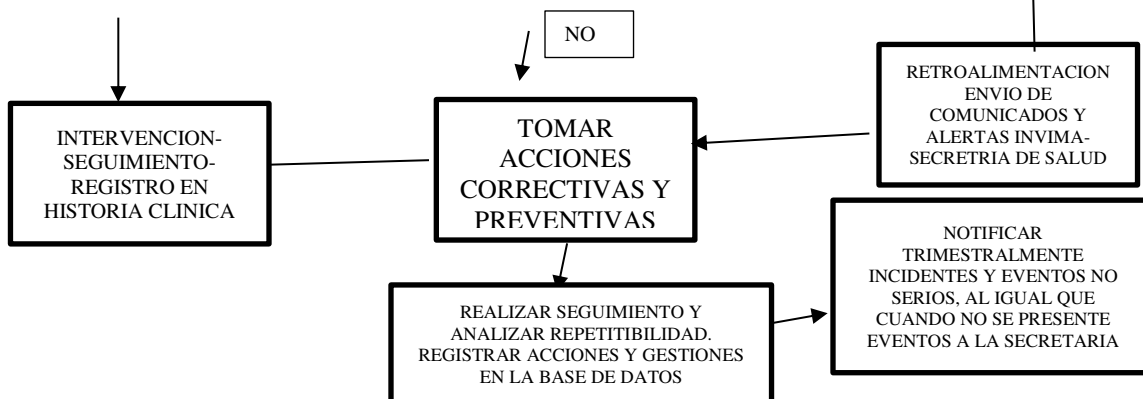 NO
RETROALIMENTACION
ENVIO DE
COMUNICADOS Y
ALERTAS INVIMA-
SECRETRIA DE SALUD
INTERVENCION-
SEGUIMIENTO-
REGISTRO EN
HISTORIA CLINICA
TOMAR
ACCIONES
CORRECTIVAS Y
PREVENTIVAS
NOTIFICAR
TRIMESTRALMENTE
INCIDENTES Y EVENTOS NO
SERIOS, AL IGUAL QUE
CUANDO NO SE PRESENTE
EVENTOS A LA SECRETARIA
REALIZAR SEGUIMIENTO Y
ANALIZAR REPETITIBILIDAD.
REGISTRAR ACCIONES Y GESTIONES
EN LA BASE DE DATOS